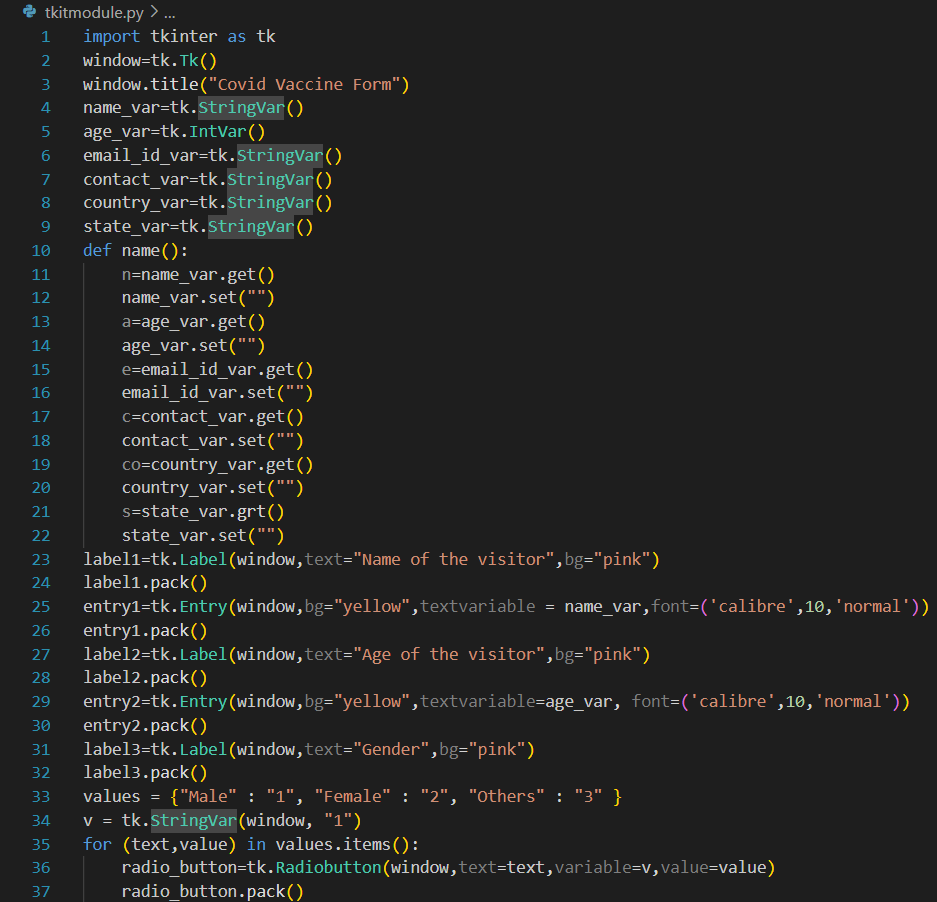 tkitmodule.py > ...
1 import tkinter as tk
2 window=tk.Tk()
3 window.title("Covid Vaccine Form")
4 name_var=tk.StringVar()
5 age_var=tk.IntVar()
6 email_id_var=tk.StringVar()
7 contact_var=tk.StringVar()
8 country_var=tk.StringVar()
9 state_var=tk.StringVar()
10 def name():
11     n=name_var.get()
12     name_var.set("")
13     a=age_var.get()
14     age_var.set("")
15     e=email_id_var.get()
16     email_id_var.set("")
17     c=contact_var.get()
18     contact_var.set("")
19     co=country_var.get()
20     country_var.set("")
21     s=state_var.grt()
22     state_var.set("")
23 label1=tk.Label(window,text="Name of the visitor",bg="pink")
24 label1.pack()
25 entry1=tk.Entry(window,bg="yellow",textvariable = name_var,font=('calibre',10,'normal'))
26 entry1.pack()
27 label2=tk.Label(window,text="Age of the visitor",bg="pink")
28 label2.pack()
29 entry2=tk.Entry(window,bg="yellow",textvariable=age_var, font=('calibre',10,'normal'))
30 entry2.pack()
31 label3=tk.Label(window,text="Gender",bg="pink")
32 label3.pack()
33 values = {"Male" : "1", "Female" : "2", "Others" : "3" }
34 v = tk.StringVar(window, "1")
35 for (text,value) in values.items():
36     radio_button=tk.Radiobutton(window,text=text,variable=v,value=value)
37     radio_button.pack()